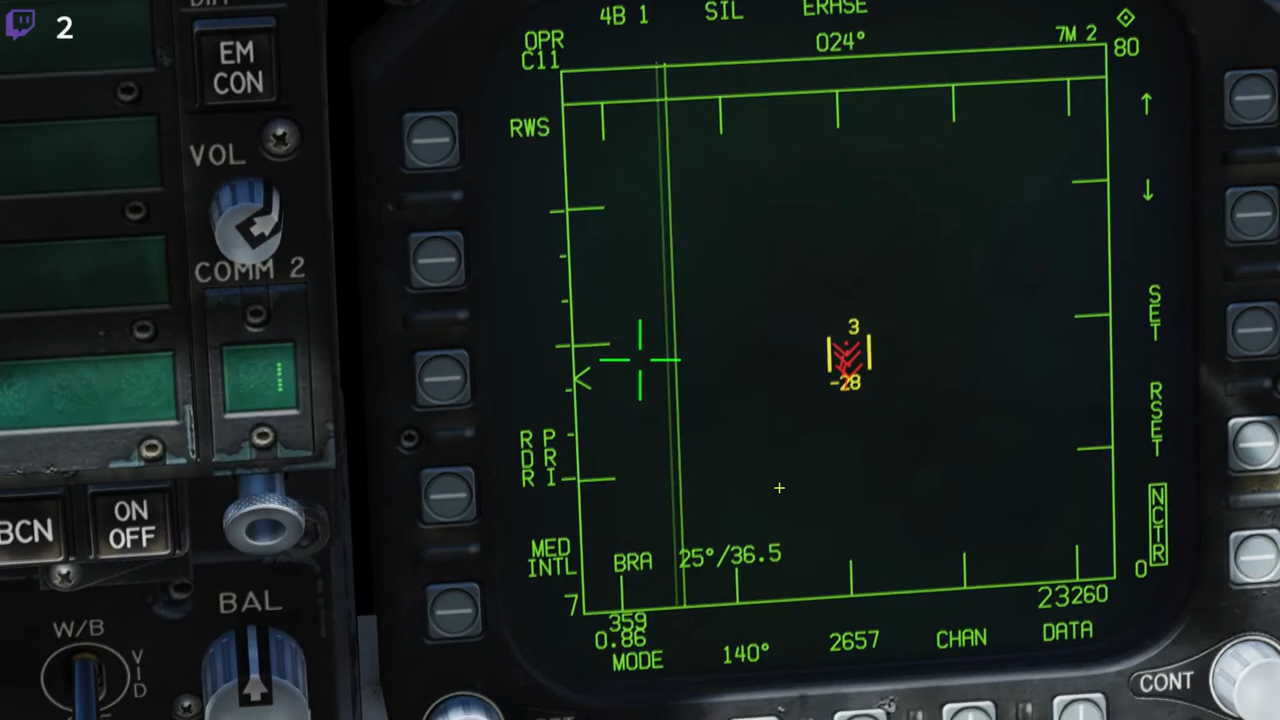 2
EM
CON
VOL
COMM 2
BCN
ON
OFF
BAL
W/B
VID
4B 1
SIL
ERASE
OPR
C11
024°
7M 2
80
RWS
3
-28
SET
RSET
NCTR
RDR
PRI
MED
INTL
BRA 25°/36.5
7
0
359
0.86
23260
MODE
140°
2657
CHAN
DATA
CONT